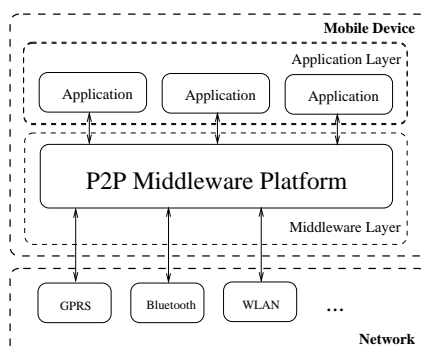 Mobile Device
Application Layer
Application Application Application
P2P Middleware Platform
Middleware Layer
GPRS Bluetooth WLAN ...
Network